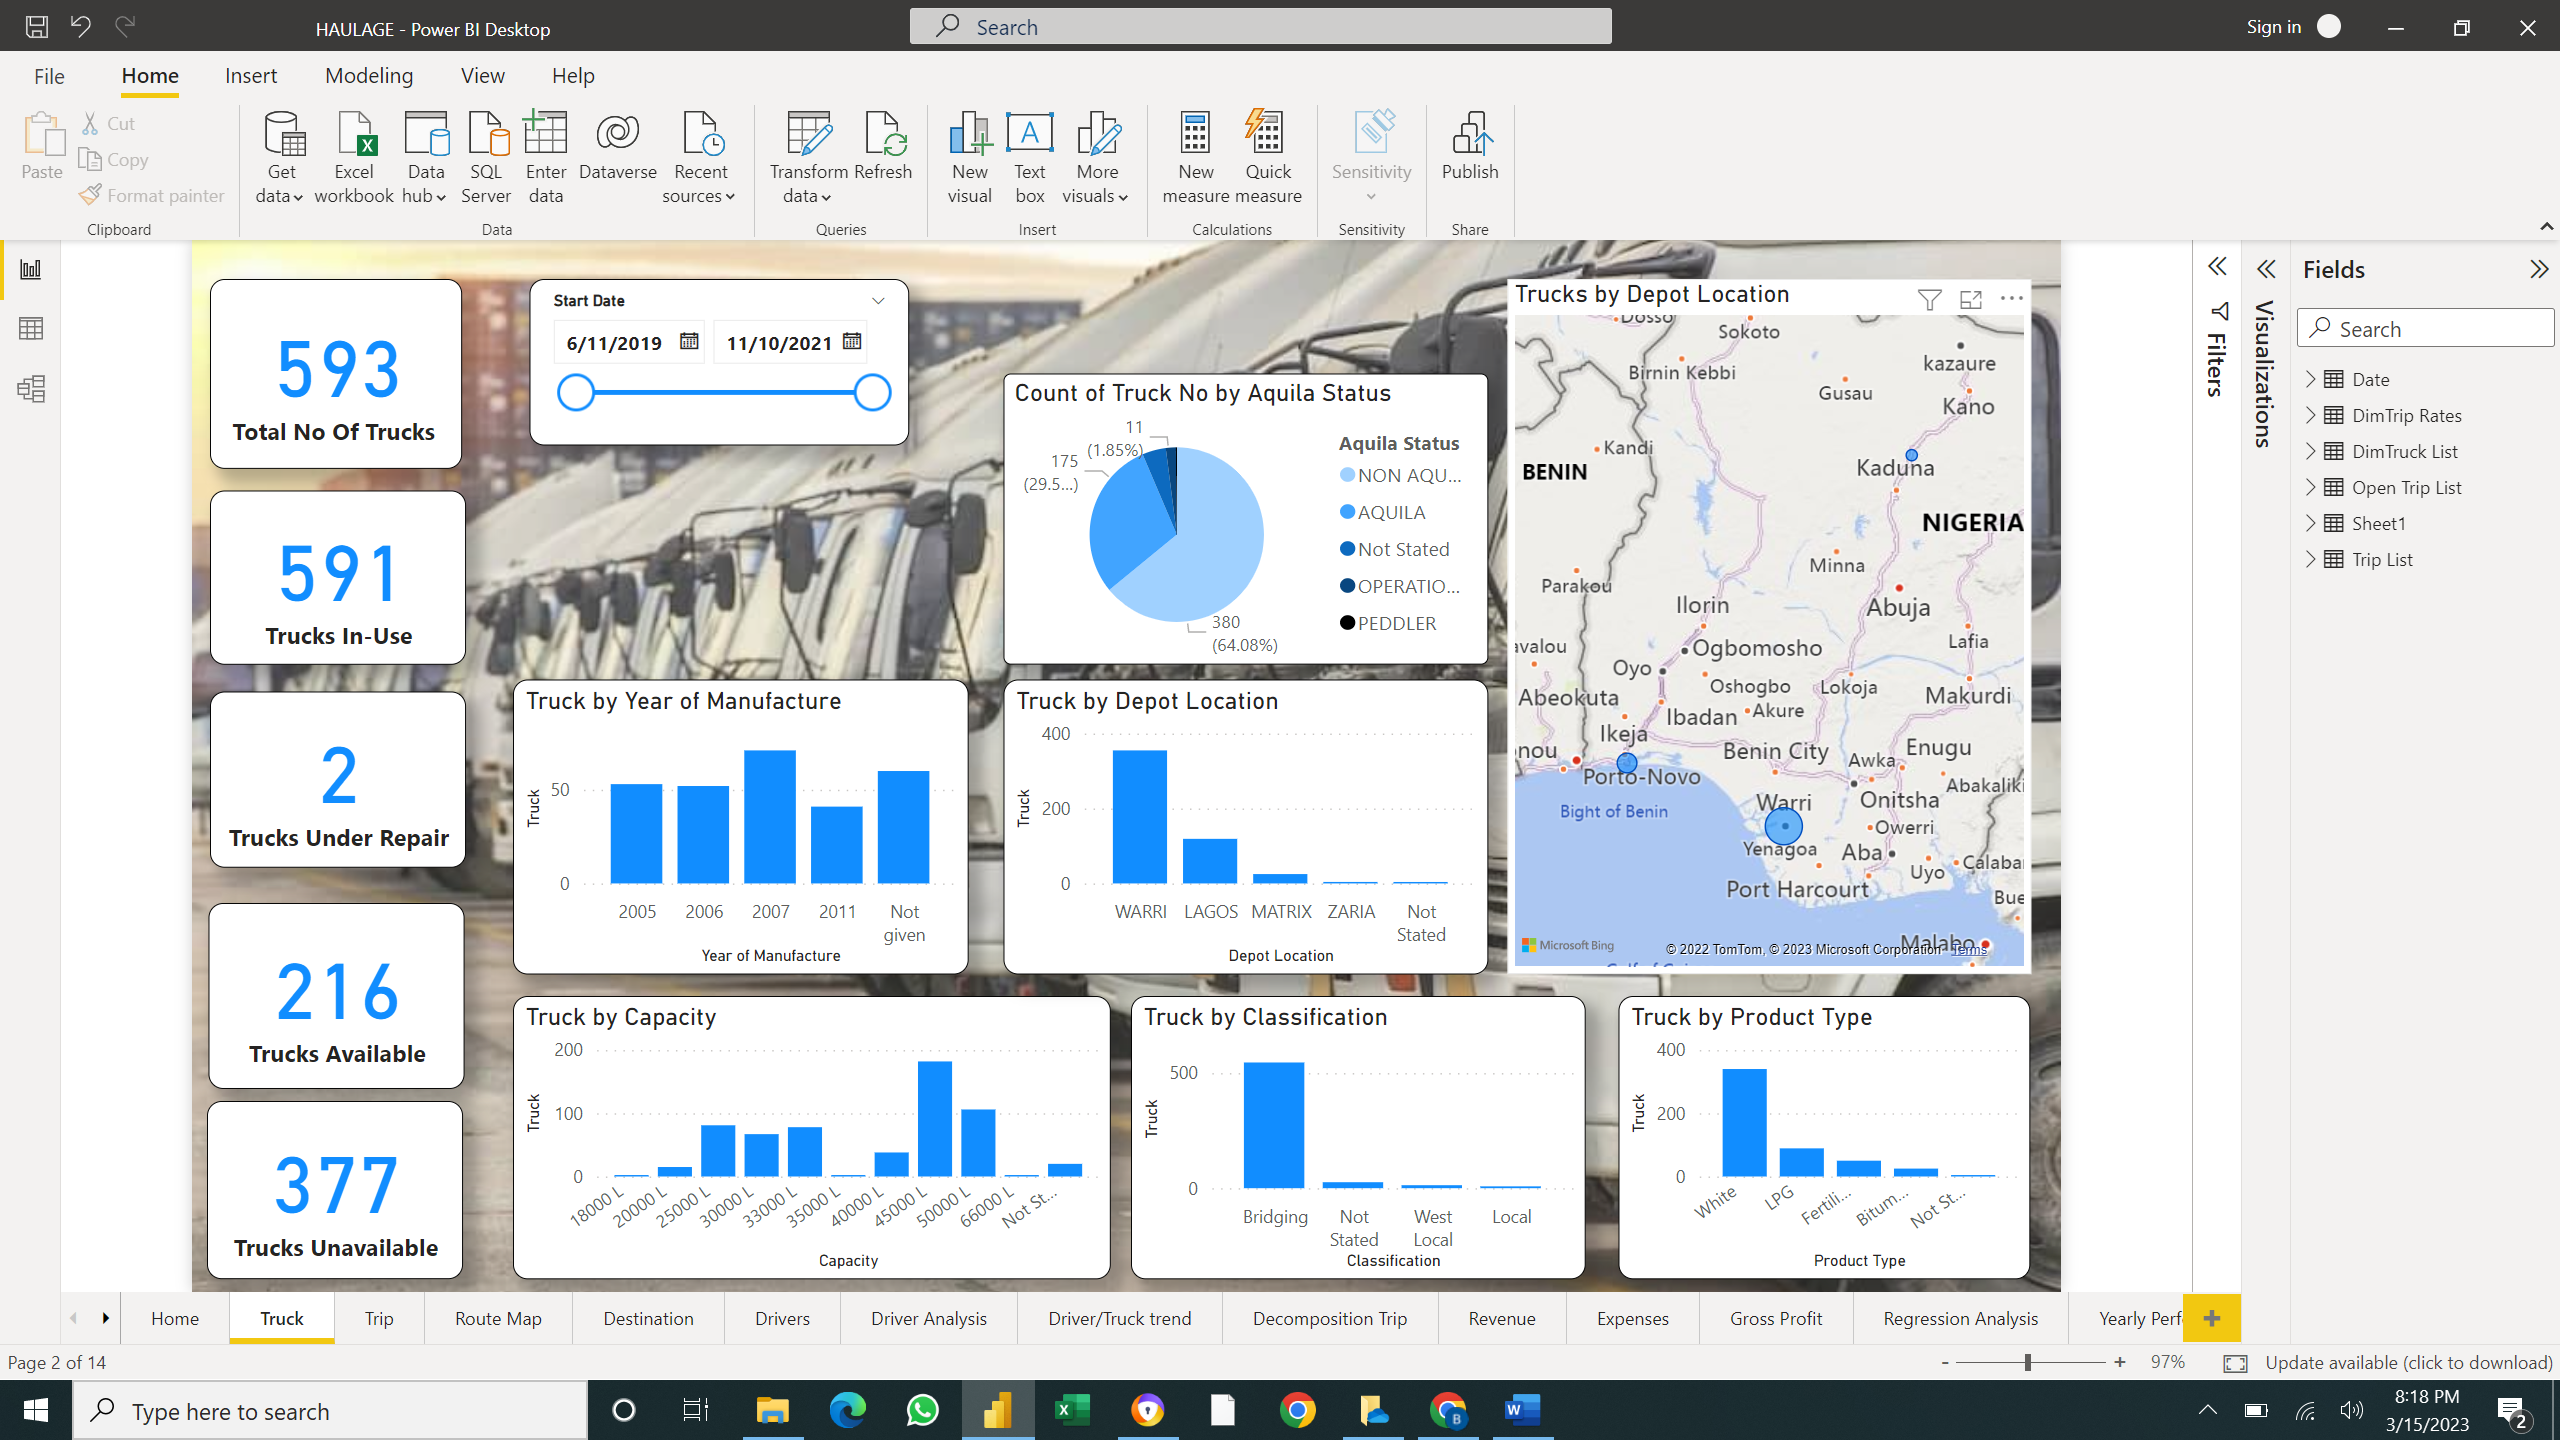 HAULAGE - Power BI Desktop
Search
Sign in
File
Home
Insert
Modeling
View
Help
Paste
Cut
Copy
Format painter
Clipboard
Get data
Excel workbook
Data hub
SQL Server
Enter data
Dataverse
Recent sources
Data
Transform data
Refresh
Queries
New visual
Text box
More visuals
Insert
New measure
Quick measure
Calculations
Sensitivity
Sensitivity
Publish
Share
593
Total No Of Trucks
591
Trucks In-Use
2
Trucks Under Repair
216
Trucks Available
377
Trucks Unavailable
Start Date
6/11/2019
11/10/2021
Count of Truck No by Aquila Status
11
(1.85%)
175
(29.5...)
380
(64.08%)
Aquila Status
NON AQU...
AQUILA
Not Stated
OPERATIO...
PEDDLER
Truck by Year of Manufacture
Truck
50
0
2005
2006
2007
2011
Not given
Year of Manufacture
Truck by Depot Location
Truck
400
200
0
WARRI
LAGOS
MATRIX
ZARIA
Not Stated
Depot Location
Trucks by Depot Location
Dosso
Sokoto
kazaure
Birnin Kebbi
Gusau
Kano
Kandi
BENIN
Kaduna
NIGERIA
Minna
Parakou
Ilorin
Abuja
avalou
Ogbomosho
Lafia
Oyo
Oshogbo
Lokoja
Makurdi
Abeokuta
Ibadan
Akure
Ikeja
Benin City
Enugu
nou
Awka
Porto-Novo
Abakaliki
Bight of Benin
Warri
Onitsha
Owerri
Yenagoa
Aba
Calaba
Uyo
Port Harcourt
Bue
Malabo
Microsoft Bing
© 2022 TomTom, © 2023 Microsoft Corporation
Terms
Truck by Capacity
Truck
200
100
0
18000 L
20000 L
25000 L
30000 L
33000 L
35000 L
40000 L
45000 L
50000 L
66000 L
Not St...
Capacity
Truck by Classification
Truck
500
0
Bridging
Not Stated
West Local
Local
Classification
Truck by Product Type
Truck
400
200
0
White
LPG
Fertili...
Bitum...
Not St...
Product Type
Filters
Visualizations
Fields
Search
Date
DimTrip Rates
DimTruck List
Open Trip List
Sheet1
Trip List
Home
Truck
Trip
Route Map
Destination
Drivers
Driver Analysis
Driver/Truck trend
Decomposition Trip
Revenue
Expenses
Gross Profit
Regression Analysis
Yearly Perf
Page 2 of 14
97%
Update available (click to download)
Type here to search
8:18 PM
3/15/2023
2